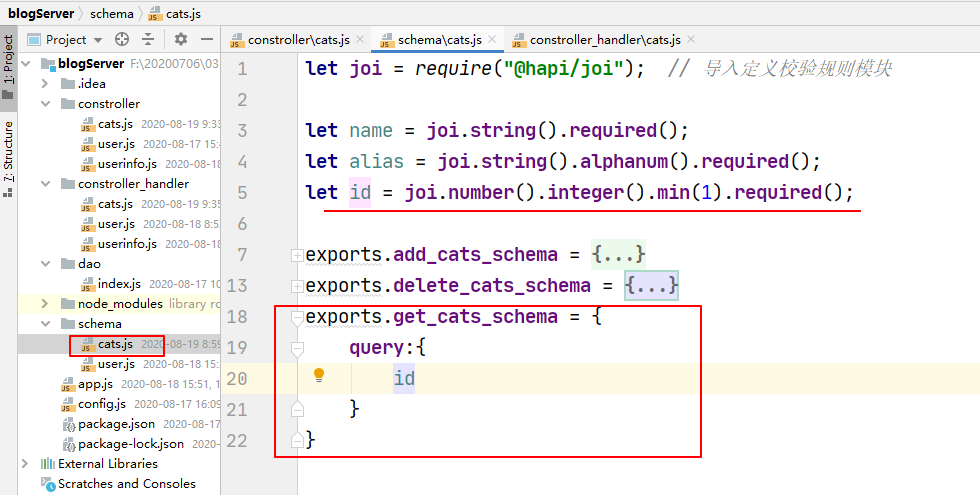 blogServer schema cats.js
Project
constroller\cats.js
schema\cats.js
constroller_handler\cats.js
1: Project
7: Structure
blogServer F:\20200706\03
.idea
constroller
cats.js 2020-08-19 9:33
user.js 2020-08-17 15:4
userinfo.js 2020-08-18
constroller_handler
cats.js 2020-08-19 9:33
user.js 2020-08-18 8:5
userinfo.js 2020-08-18
dao
index.js 2020-08-17 10
node_modules library ro
schema
cats.js 2020-08-19 8:59
user.js 2020-08-18 15:
app.js 2020-08-18 15:51, 1
config.js 2020-08-17 16:09
package.json 2020-08-17
package-lock.json 2020-
External Libraries
Scratches and Consoles
1 let joi = require("@hapi/joi"); // 导入定义校验规则模块
2
3 let name = joi.string().required();
4 let alias = joi.string().alphanum().required();
5 let id = joi.number().integer().min(1).required();
6
7 exports.add_cats_schema = {...}
13 exports.delete_cats_schema = {...}
18 exports.get_cats_schema = {
19 query:{
20 id
21 }
22 }